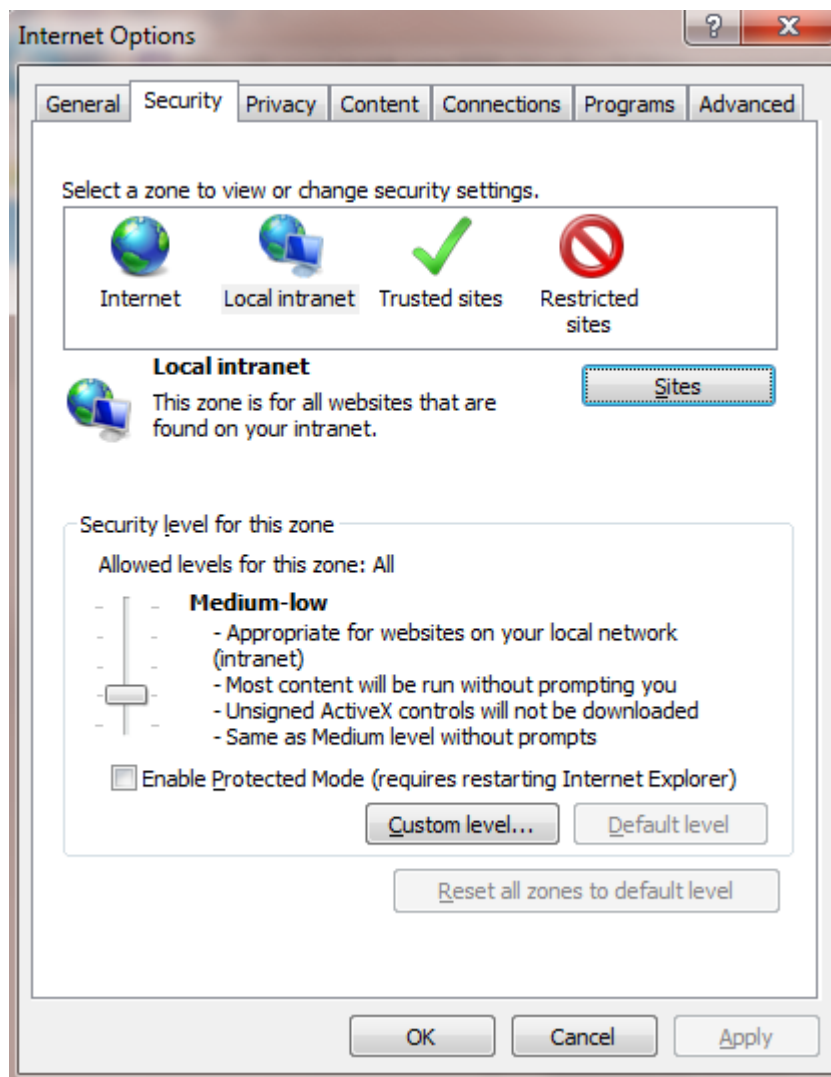 Internet Options
General Security Privacy Content Connections Programs Advanced
Select a zone to view or change security settings.
Internet Local intranet Trusted sites Restricted
sites
Local intranet
Sites
This zone is for all websites that are
found on your intranet.
Security level for this zone
Allowed levels for this zone: All
Medium-low
- Appropriate for websites on your local network
(intranet)
- Most content will be run without prompting you
- Unsigned ActiveX controls will not be downloaded
- Same as Medium level without prompts
Enable Protected Mode (requires restarting Internet Explorer)
Custom level... Default level
Reset all zones to default level
OK Cancel Apply